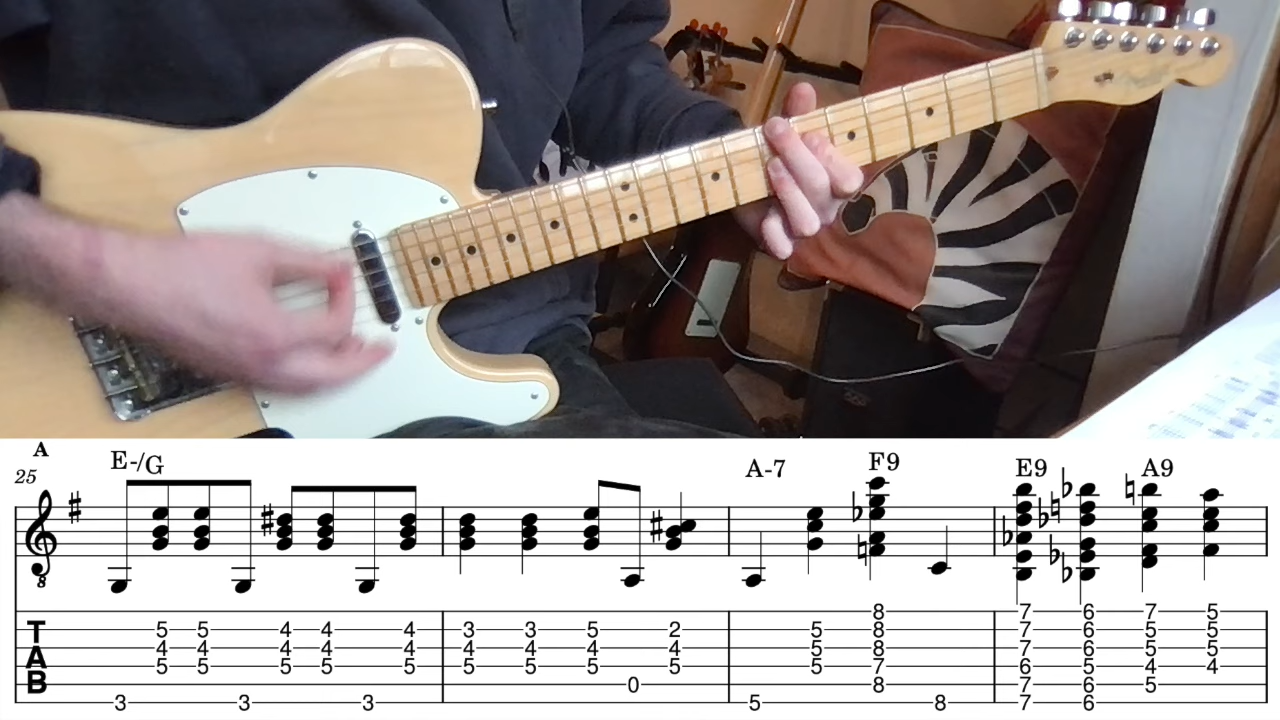 A
25 E-/G A-7 F9 E9 A9
8
8 7 6 7 5
5 5 4 4 4 3 3 5 2 5 8 7 6 5 5
T 4 4 4 4 4 4 4 4 4 5 8 7 6 5 5
A 5 5 5 5 5 5 5 5 5 5 7 6 5 4 4
B 0 8 7 6 5
3 3 3 5 8 7 6